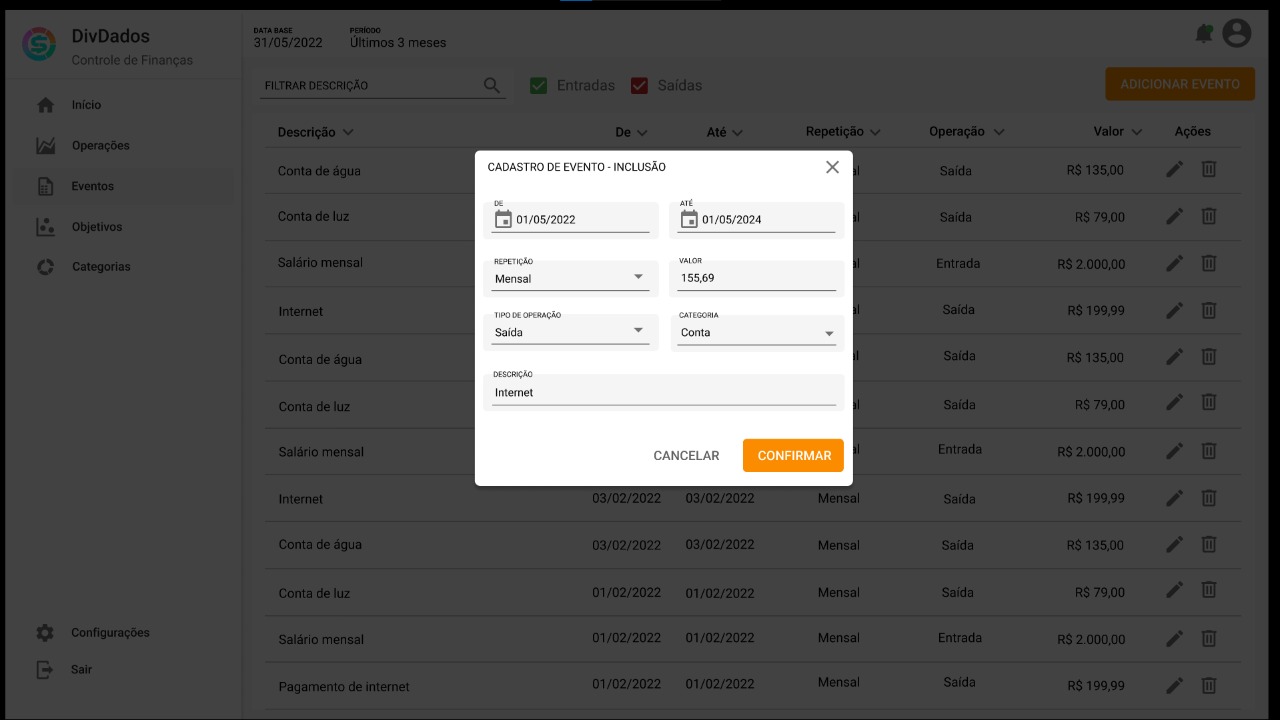 DivDados
Controle de Finanças
DATA BASE
31/05/2022
PERÍODO
Últimos 3 meses
Início
Operações
Eventos
Objetivos
Categorias
Configurações
Sair
FILTRAR DESCRIÇÃO
Entradas
Saídas
ADICIONAR EVENTO
Descrição De Até Repetição Operação Valor Ações
Conta de água al Saída R$ 135,00
Conta de luz al Saída R$ 79,00
Salário mensal al Entrada R$ 2.000,00
Internet al Saída R$ 199,99
Conta de água al Saída R$ 135,00
Conta de luz al Saída R$ 79,00
Salário mensal al Entrada R$ 2.000,00
Internet 03/02/2022 03/02/2022 Mensal Saída R$ 199,99
Conta de água 03/02/2022 03/02/2022 Mensal Saída R$ 135,00
Conta de luz 01/02/2022 01/02/2022 Mensal Saída R$ 79,00
Salário mensal 01/02/2022 01/02/2022 Mensal Entrada R$ 2.000,00
Pagamento de internet 01/02/2022 01/02/2022 Mensal Saída R$ 199,99
CADASTRO DE EVENTO - INCLUSÃO
DE
01/05/2022
ATÉ
01/05/2024
REPETIÇÃO
Mensal
VALOR
155,69
TIPO DE OPERAÇÃO
Saída
CATEGORIA
Conta
DESCRIÇÃO
Internet
CANCELAR
CONFIRMAR